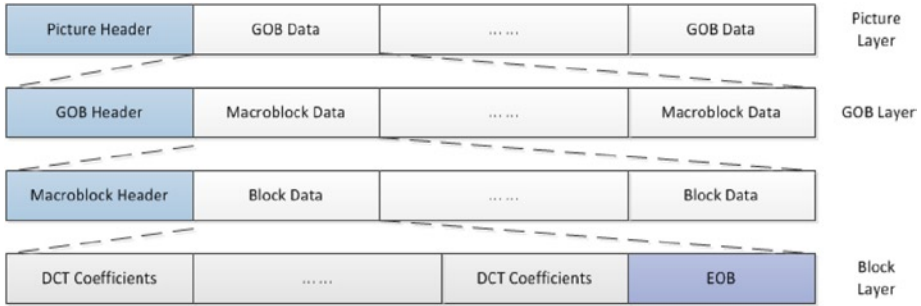 Picture Header GOB Data ... ... GOB Data Picture
Layer
GOB Header Macroblock Data ... ... Macroblock Data GOB Layer
Macroblock Header Block Data ... ... Block Data
DCT Coefficients ... ... DCT Coefficients EOB Block
Layer